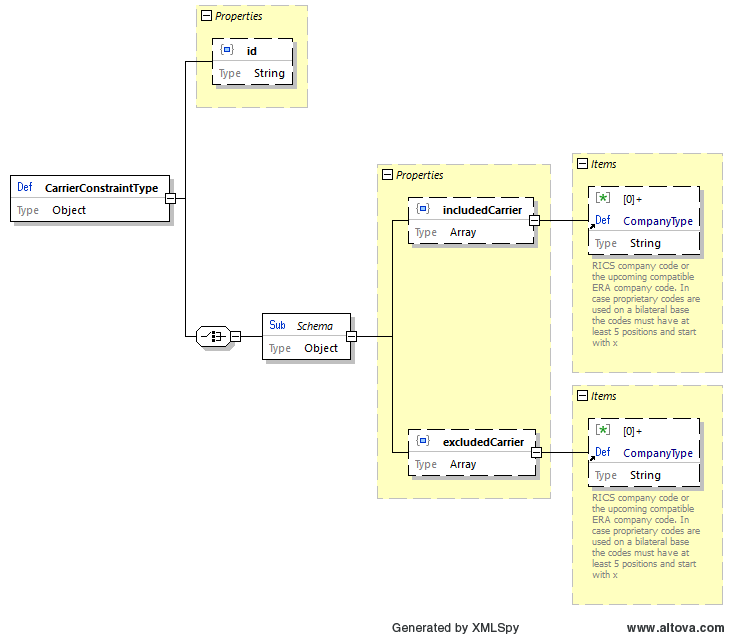 Properties
id
Type String
Def CarrierConstraintType
Type Object
Sub Schema
Type Object
Properties
includedCarrier
Type Array
Items
[0]+
Def CompanyType
Type String
RICS company code or
the upcoming compatible
ERA company code. In
case proprietary codes are
used on a bilateral base
the codes must have at
least 5 positions and start
with x
excludedCarrier
Type Array
Items
[0]+
Def CompanyType
Type String
RICS company code or
the upcoming compatible
ERA company code. In
case proprietary codes are
used on a bilateral base
the codes must have at
least 5 positions and start
with x
Generated by XMLSpy
www.altova.com